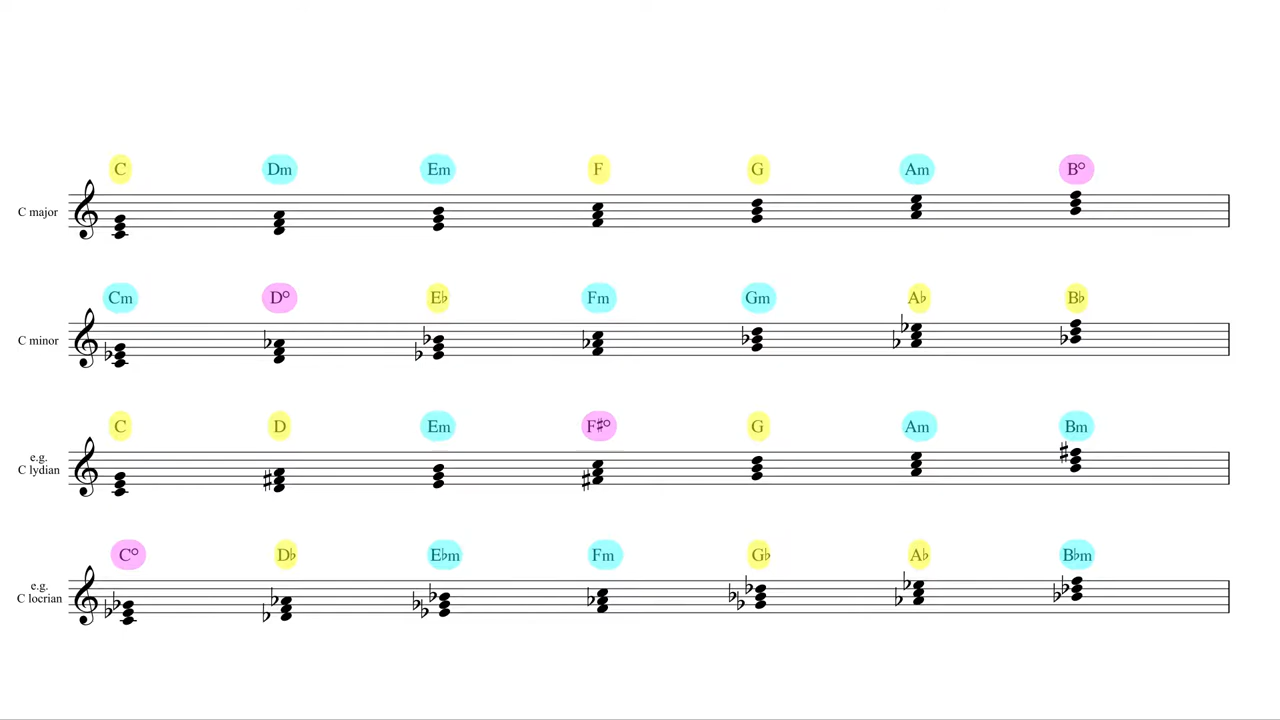 C Dm Em F G Am B°
C major
Cm D° E♭ Fm Gm A♭ B♭
C minor
C D Em F♯° G Am Bm
e.g.
C lydian
C° D♭ E♭m Fm G♭ A♭ B♭m
e.g.
C locrian